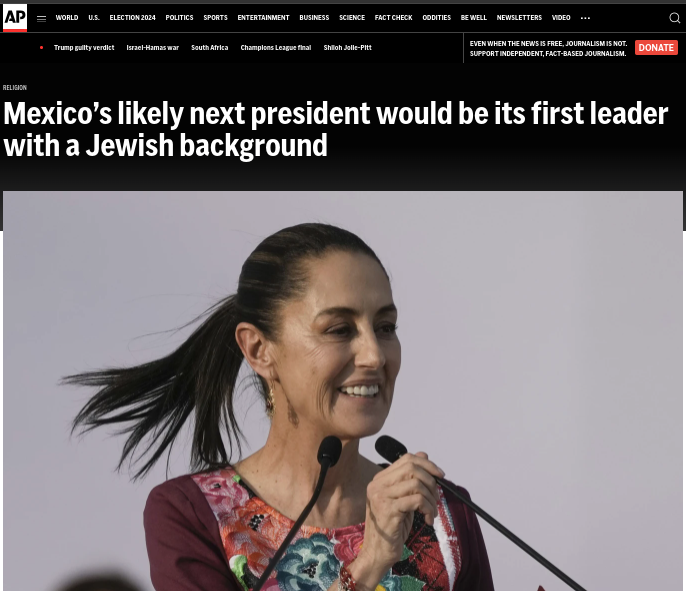 AP
WORLD U.S. ELECTION 2024 POLITICS SPORTS ENTERTAINMENT BUSINESS SCIENCE FACT CHECK ODDITIES BE WELL NEWSLETTERS VIDEO ...
Trump guilty verdict Israel-Hamas war South Africa Champions League final Shiloh Jolie-Pitt
EVEN WHEN THE NEWS IS FREE, JOURNALISM IS NOT.
SUPPORT INDEPENDENT, FACT-BASED JOURNALISM.
DONATE
RELIGION
Mexico’s likely next president would be its first leader
with a Jewish background